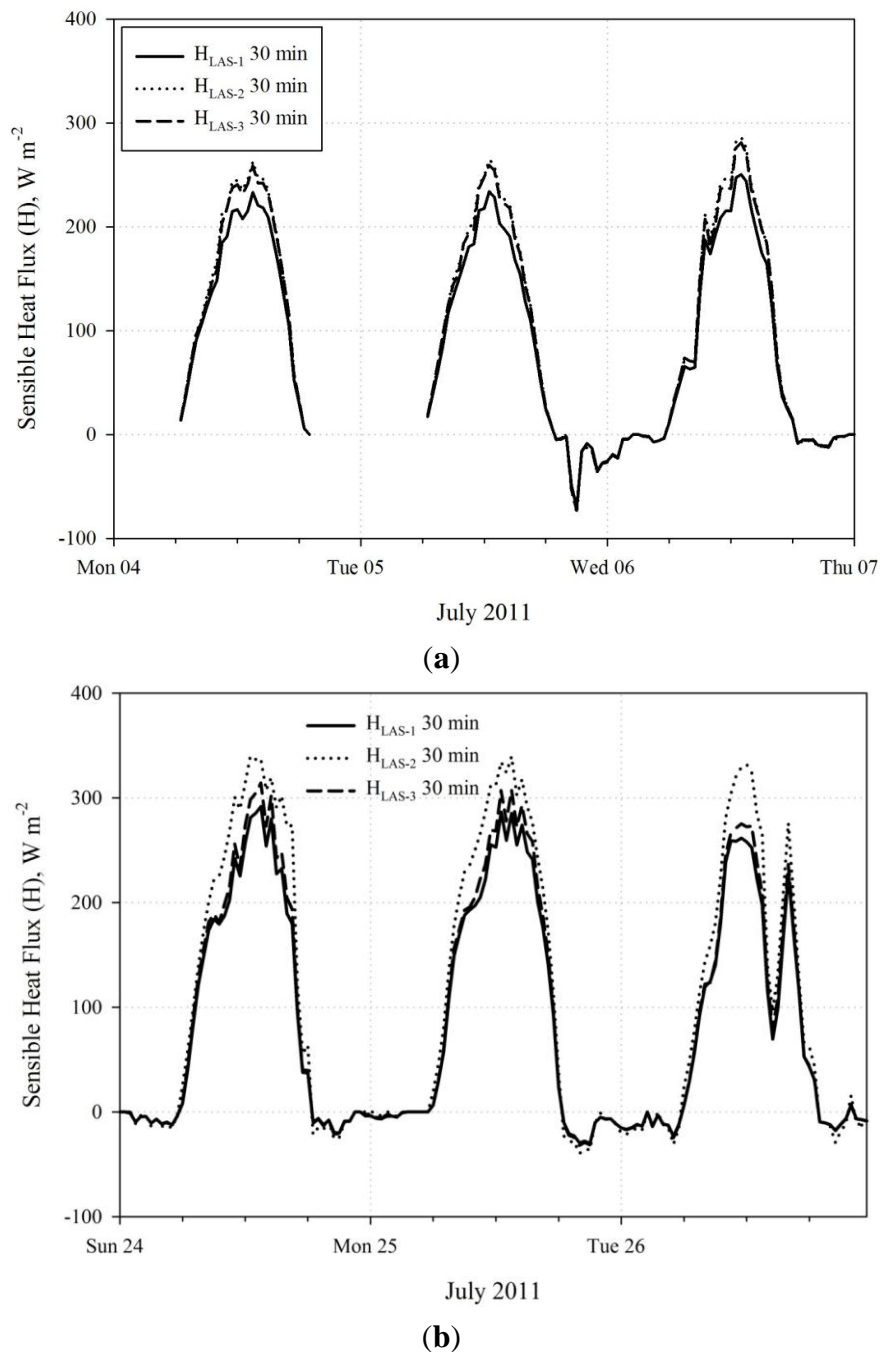 400
H_LAS-1 30 min
H_LAS-2 30 min
H_LAS-3 30 min
300
200
100
0
-100
Sensible Heat Flux (H), W m⁻²
Mon 04 Tue 05 Wed 06 Thu 07
July 2011
(a)
400
H_LAS-1 30 min
H_LAS-2 30 min
H_LAS-3 30 min
300
200
100
0
-100
Sensible Heat Flux (H), W m⁻²
Sun 24 Mon 25 Tue 26
July 2011
(b)